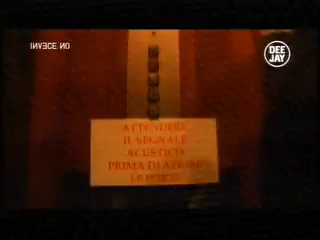 INVECE NO
DEE
JAY
ATTENDERE
IL SEGNALE
ACUSTICO
PRIMA DI APRIRE
LE PORTE